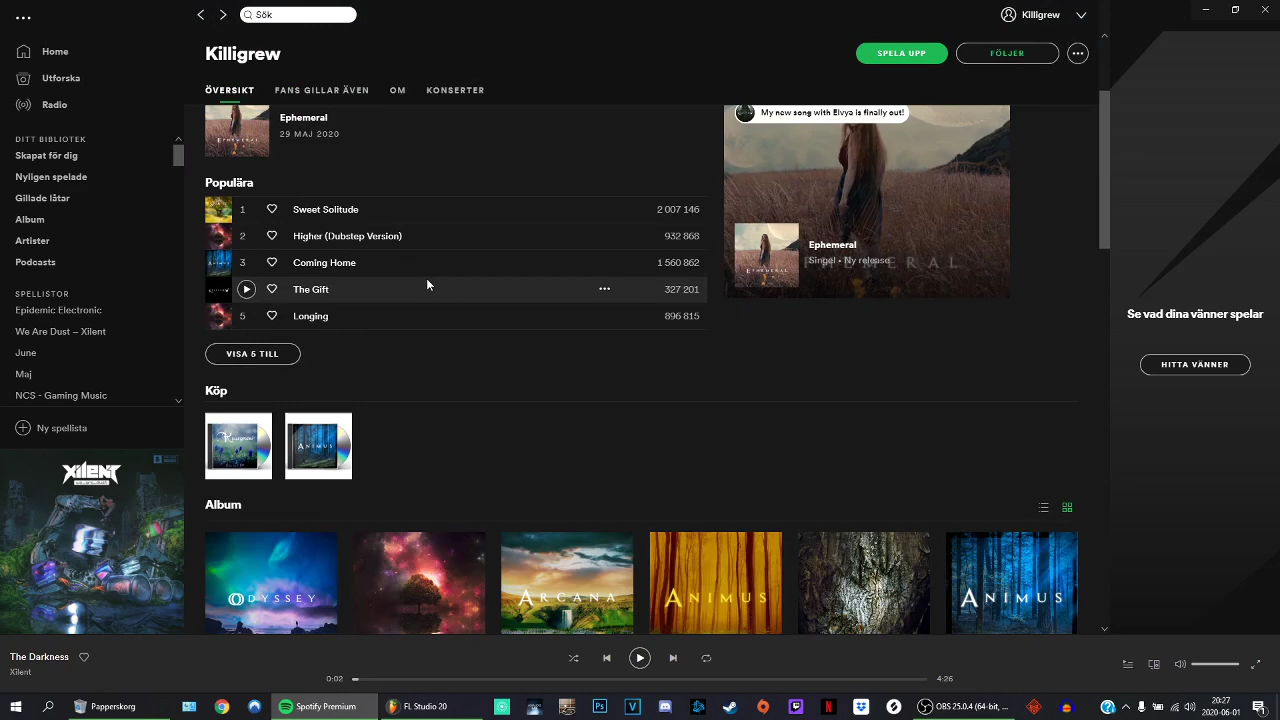 Sök
Killigrew
Home
Utforska
Radio
DITT BIBLIOTEK
Skapat för dig
Nyligen spelade
Gillade låtar
Album
Artister
Podcasts
SPELLISTOR
Epidemic Electronic
We Are Dust – Xilent
June
Maj
NCS - Gaming Music
Ny spellista
XILENT
Killigrew
SPELA UPP
FÖLJER
ÖVERSIKT
FANS GILLAR ÄVEN
OM
KONSERTER
EPHEMERAL
Ephemeral
29 MAJ 2020
My new song with Elvya is finally out!
EPHEMERAL
Ephemeral
Singel • Ny release
EPHEMERAL
Populära
1 Sweet Solitude 2 007 146
2 Higher (Dubstep Version) 932 868
3 Coming Home 1 560 862
The Gift 327 201
5 Longing 896 815
VISA 5 TILL
Köp
ANIMUS
Album
ODYSSEY
ARCANA
ANIMUS
ANIMUS
Se vad dina vänner spelar
HITTA VÄNNER
The Darkness
Xilent
0:02
4:26
Papperskorg
Spotify Premium
FL Studio 20
OBS 25.0.4 (64-bit, ...
20:27
2020-06-01